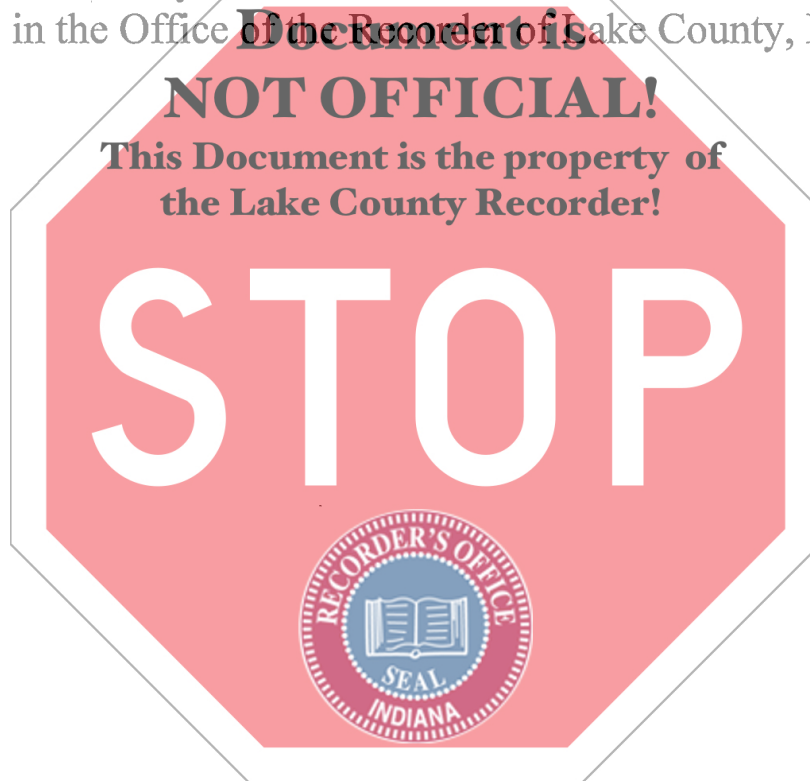 in the Office of the Recorder of Lake County,
Document is
NOT OFFICIAL!
This Document is the property of
the Lake County Recorder!
STOP
RECORDER'S OFFICE
SEAL
INDIANA